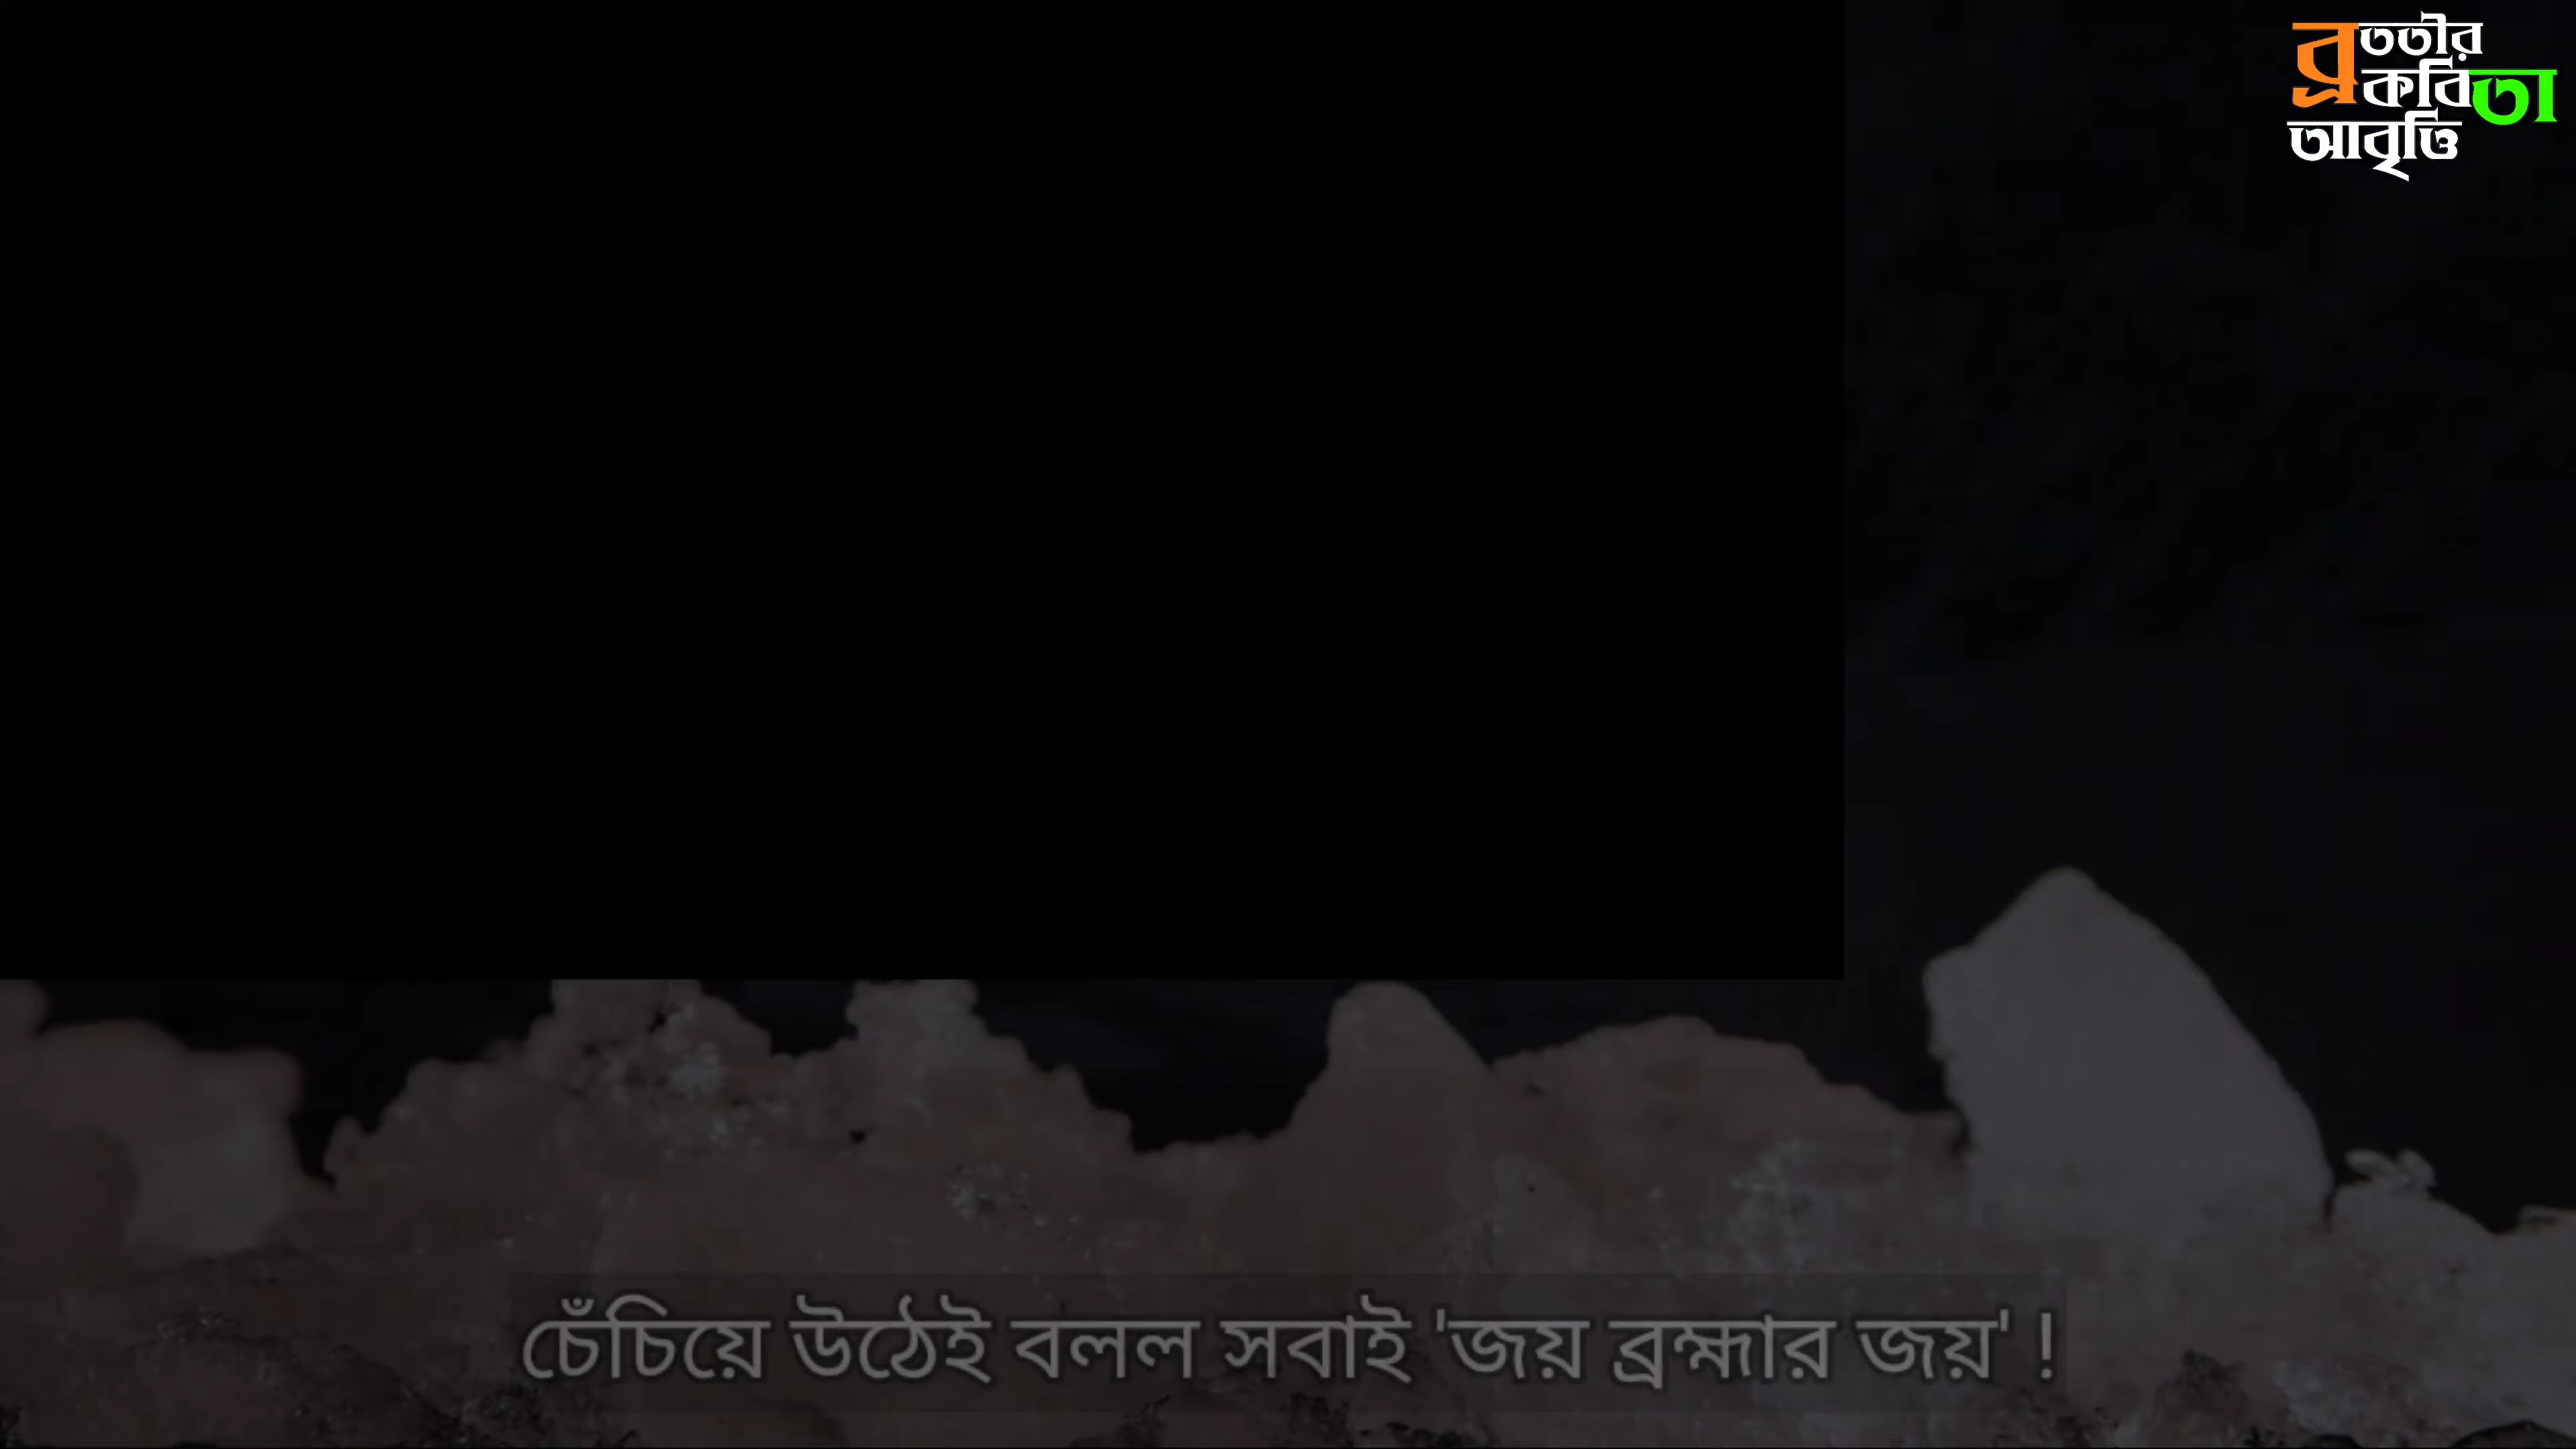 ব্রততীর
কবিতা
আবৃত্তি
চেঁচিয়ে উঠেই বলল সবাই 'জয় ব্রহ্মার জয়' !